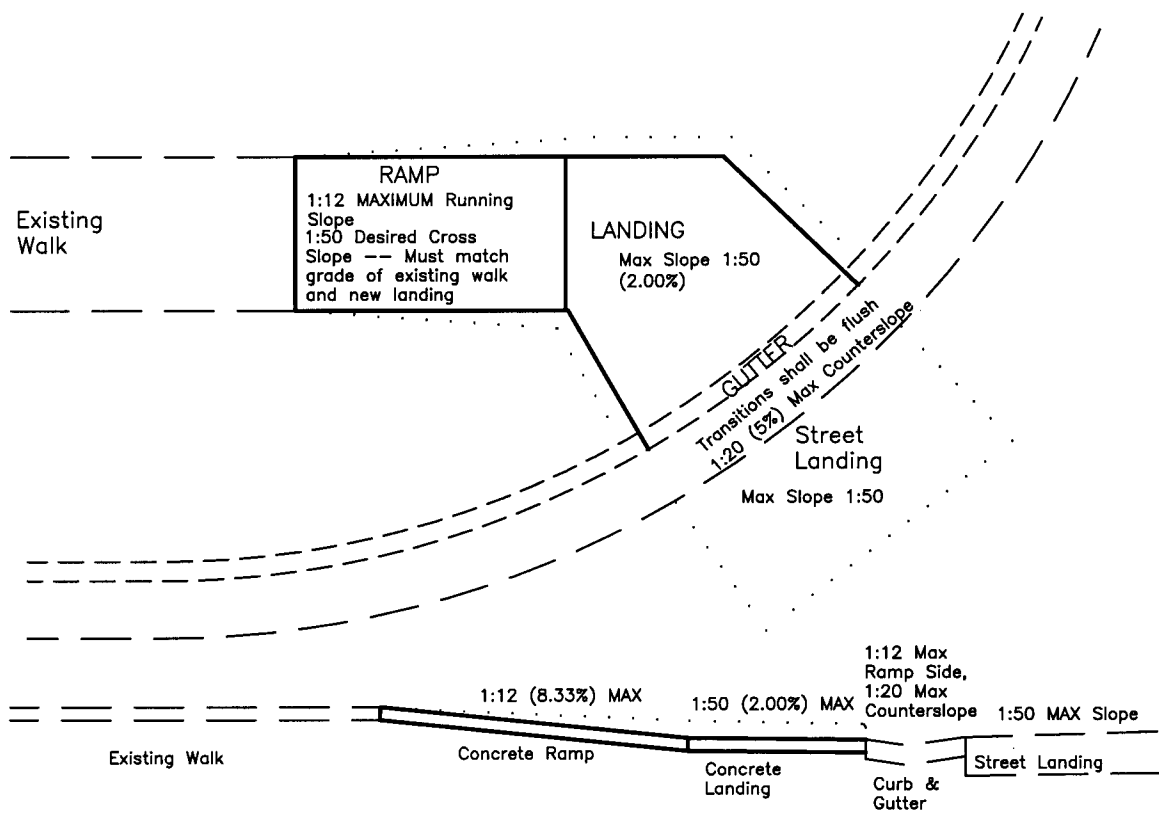 Existing
Walk
RAMP
1:12 MAXIMUM Running
Slope
1:50 Desired Cross
Slope -- Must match
grade of existing walk
and new landing
LANDING
Max Slope 1:50
(2.00%)
GUTTER
Transitions shall be flush
1:20 (5%) Max Counterslope
Street
Landing
Max Slope 1:50
1:12 (8.33%) MAX
1:50 (2.00%) MAX
1:12 Max
Ramp Side,
1:20 Max
Counterslope
1:50 MAX Slope
Existing Walk
Concrete Ramp
Concrete
Landing
Curb &
Gutter
Street Landing